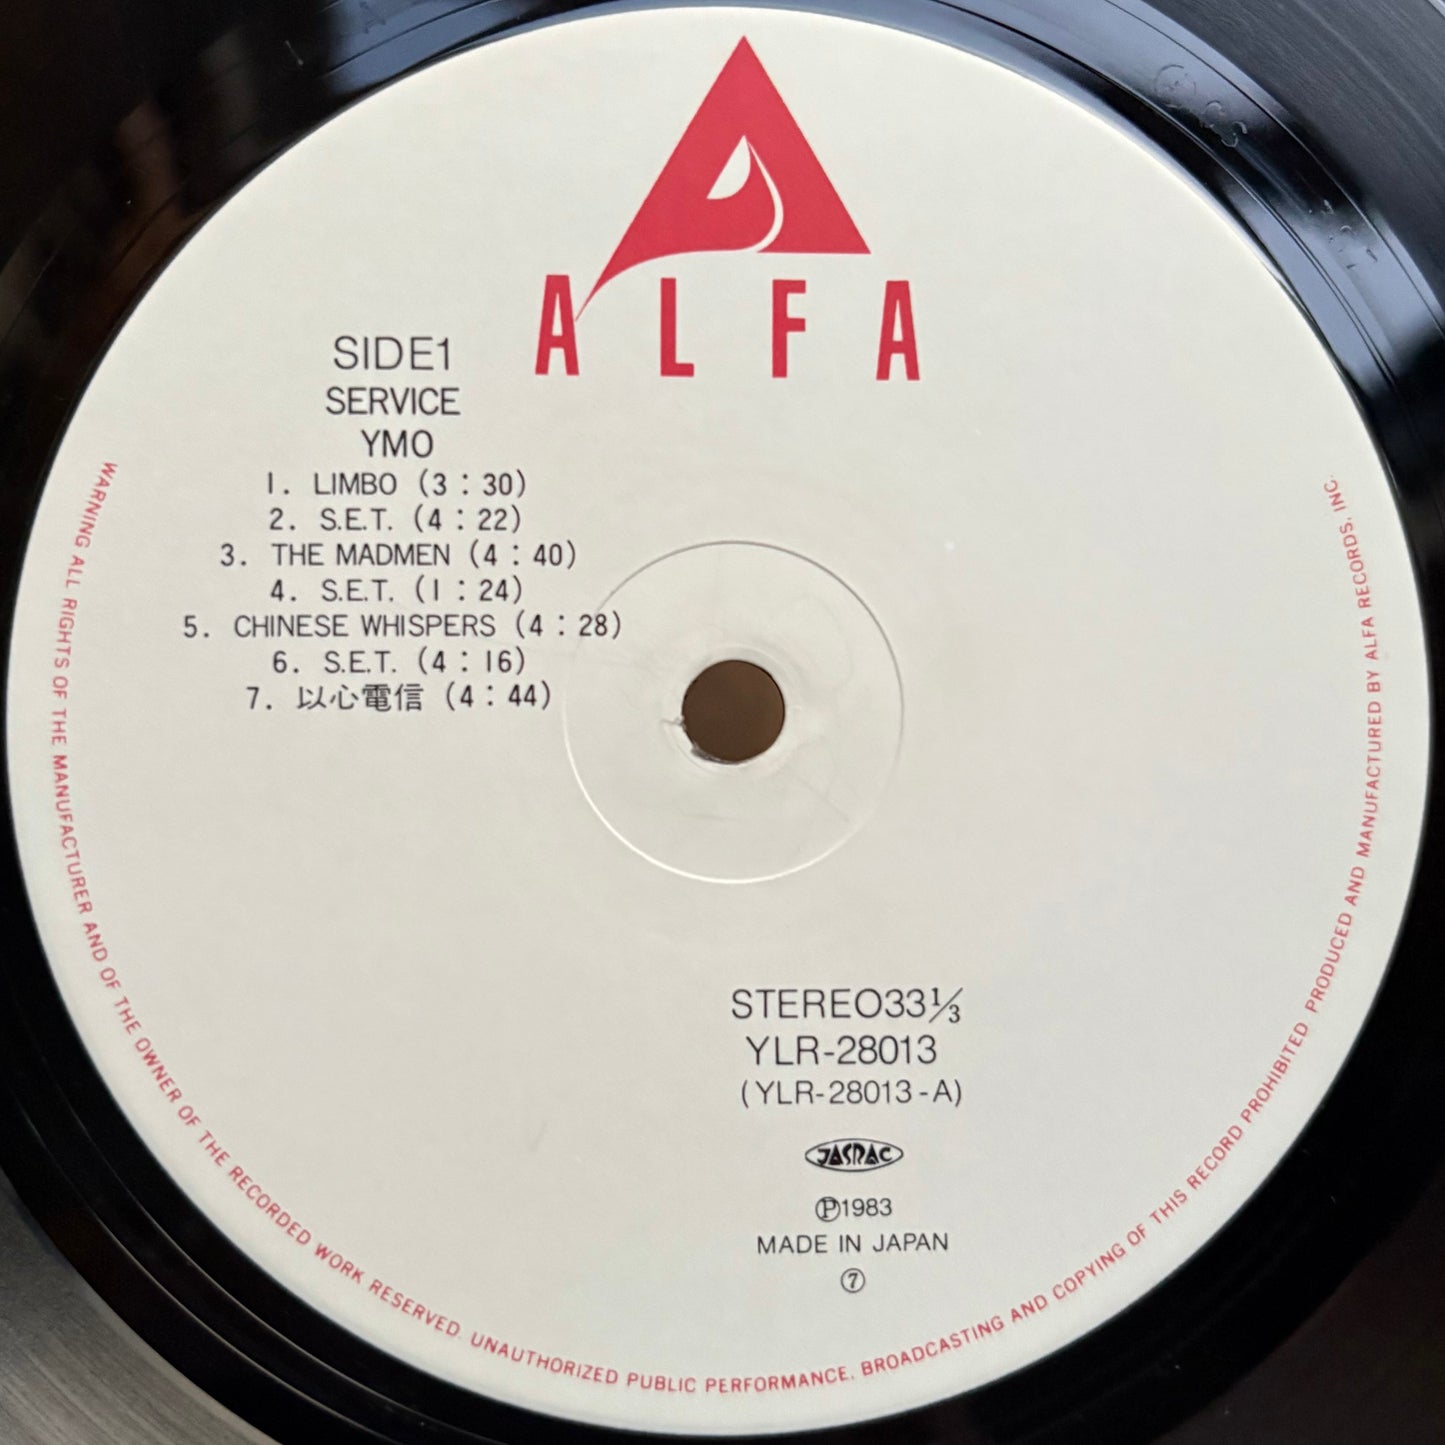 ALFA
SIDE1
SERVICE
YMO
1. LIMBO (3:30)
2. S.E.T. (4:22)
3. THE MADMEN (4:40)
4. S.E.T. (1:24)
5. CHINESE WHISPERS (4:28)
6. S.E.T. (4:16)
7. 以心電信 (4:44)
STEREO33⅓
YLR-28013
(YLR-28013-A)
JASRAC
Ⓟ1983
MADE IN JAPAN
⑦
WARNING ALL RIGHTS OF THE MANUFACTURER AND OF THE OWNER OF THE RECORDED WORK RESERVED. UNAUTHORIZED PUBLIC PERFORMANCE. BROADCASTING AND COPYING OF THIS RECORD PROHIBITED PRODUCED AND MANUFACTURED BY ALFA RECORDS, INC.